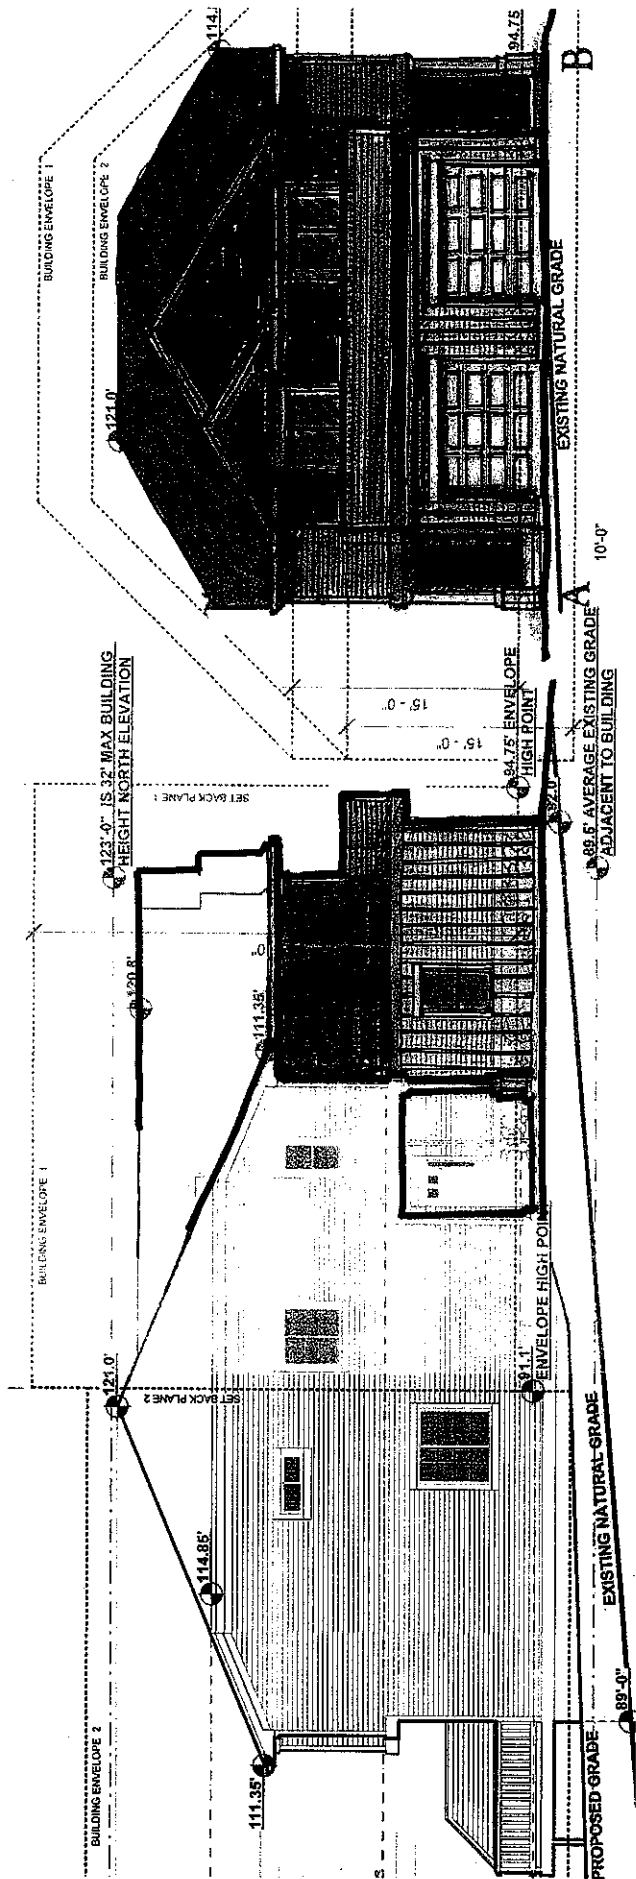 BUILDING ENVELOPE 2
BUILDING ENVELOPE 1
BUILDING ENVELOPE 1
BUILDING ENVELOPE 2
123'-0" IS 32' MAX BUILDING
HEIGHT NORTH ELEVATION
121.0'
120.8'
121.0'
114.
SET BACK PLANE 2
SET BACK PLANE 1
114.85'
111.35'
111.35'
0"
15' - 0"
15' - 0"
91.1'
ENVELOPE HIGH POINT
94.75' ENVELOPE
HIGH POINT
94.75
92.0'
89.5' AVERAGE EXISTING GRADE
ADJACENT TO BUILDING
10'-0"
A
B
EXISTING NATURAL GRADE
EXISTING NATURAL GRADE
89'-0"
PROPOSED GRADE